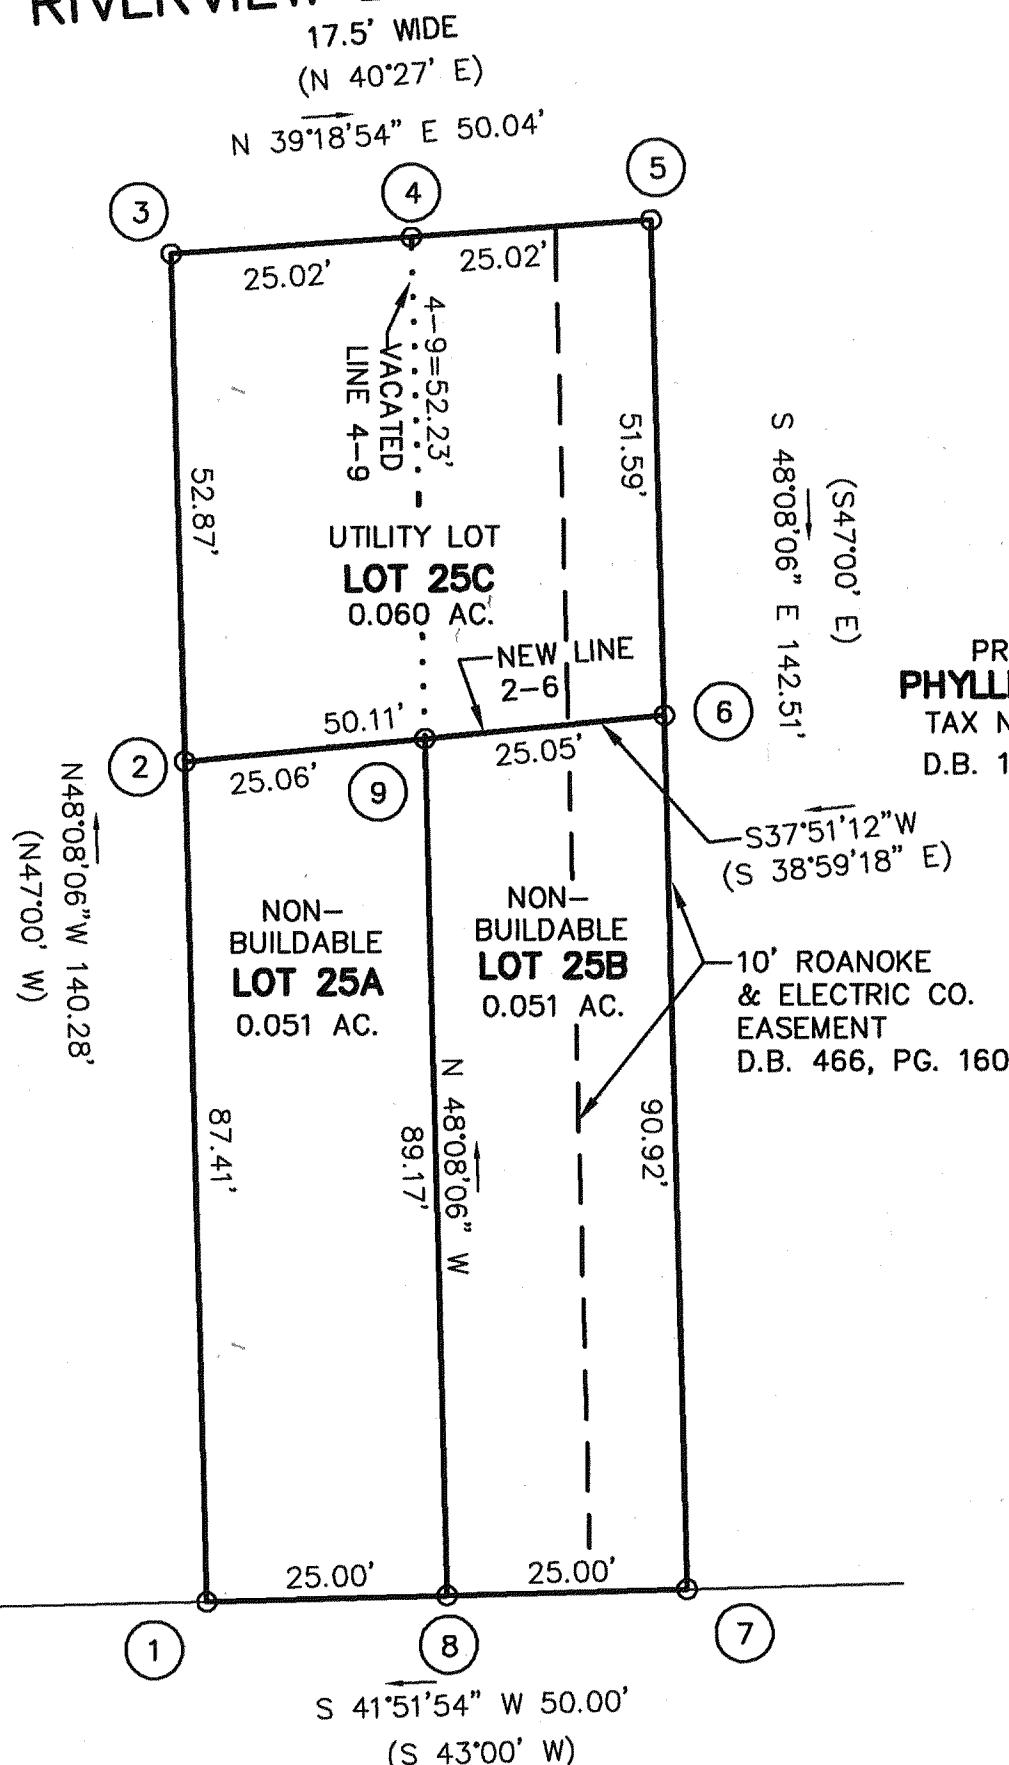 RIVERVIEW
17.5' WIDE
(N 40°27' E)
N 39°18'54" E 50.04'
3
4
5
25.02'
25.02'
4-9=52.23'
VACATED
LINE 4-9
52.87'
51.59'
S 48°08'06" E 142.51'
(S47°00' E)
UTILITY LOT
LOT 25C
0.060 AC.
NEW LINE
2-6
PR
PHYLL
TAX N
D.B. 1
50.11'
6
2
25.06'
9
25.05'
S37°51'12"W
(S 38°59'18" E)
N48°08'06"W 140.28'
(N47°00' W)
NON-
BUILDABLE
LOT 25A
0.051 AC.
NON-
BUILDABLE
LOT 25B
0.051 AC.
10' ROANOKE
& ELECTRIC CO.
EASEMENT
D.B. 466, PG. 160
87.41'
89.17'
N 48°08'06" W
90.92'
25.00'
25.00'
1
8
7
S 41°51'54" W 50.00'
(S 43°00' W)